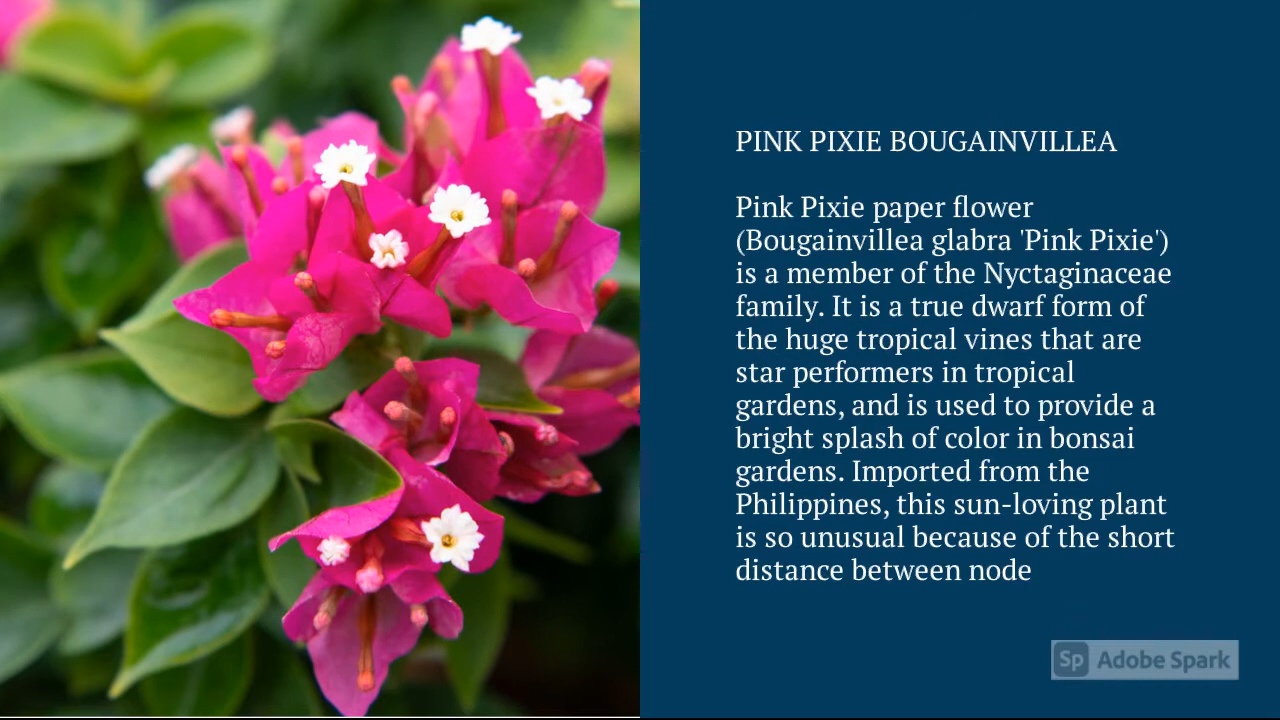 PINK PIXIE BOUGAINVILLEA
Pink Pixie paper flower
(Bougainvillea glabra 'Pink Pixie')
is a member of the Nyctaginaceae
family. It is a true dwarf form of
the huge tropical vines that are
star performers in tropical
gardens, and is used to provide a
bright splash of color in bonsai
gardens. Imported from the
Philippines, this sun-loving plant
is so unusual because of the short
distance between node
Sp Adobe Spark